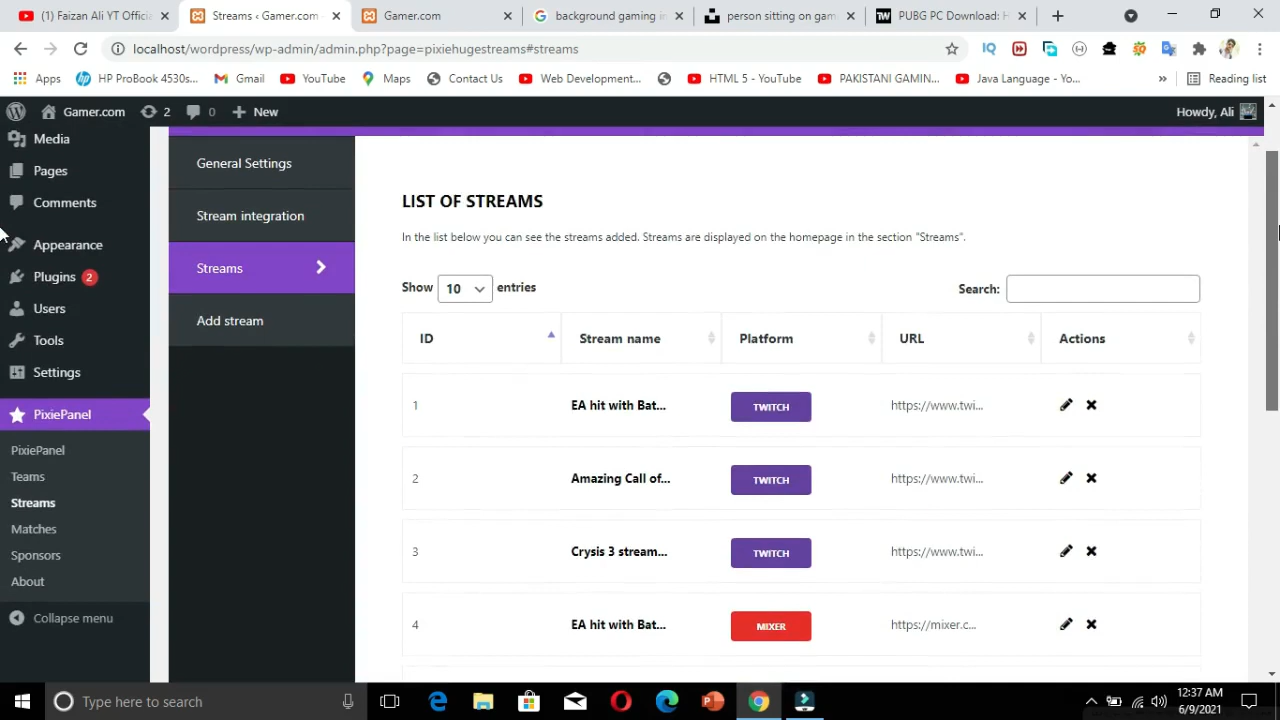 (1) Faizan Ali YT Offici
Streams ‹ Gamer.com -
Gamer.com
background gaming i
person sitting on gam
TW PUBG PC Download: H
localhost/wordpress/wp-admin/admin.php?page=pixiehugestreams#streams
IQ
Apps
HP ProBook 4530s...
Gmail
YouTube
Maps
Contact Us
Web Development...
HTML 5 - YouTube
PAKISTANI GAMIN...
Java Language - Yo...
»
Reading list
Gamer.com
2
0
New
Howdy, Ali
Media
Pages
Comments
Appearance
Plugins 2
Users
Tools
Settings
PixiePanel
PixiePanel
Teams
Streams
Matches
Sponsors
About
Collapse menu
General Settings
Stream integration
Streams
Add stream
LIST OF STREAMS
In the list below you can see the streams added. Streams are displayed on the homepage in the section "Streams".
Show 10 entries
Search:
ID Stream name Platform URL Actions
1 EA hit with Bat... TWITCH https://www.twi...
2 Amazing Call of... TWITCH https://www.twi...
3 Crysis 3 stream... TWITCH https://www.twi...
4 EA hit with Bat... MIXER https://mixer.c...
Type here to search
12:37 AM
6/9/2021